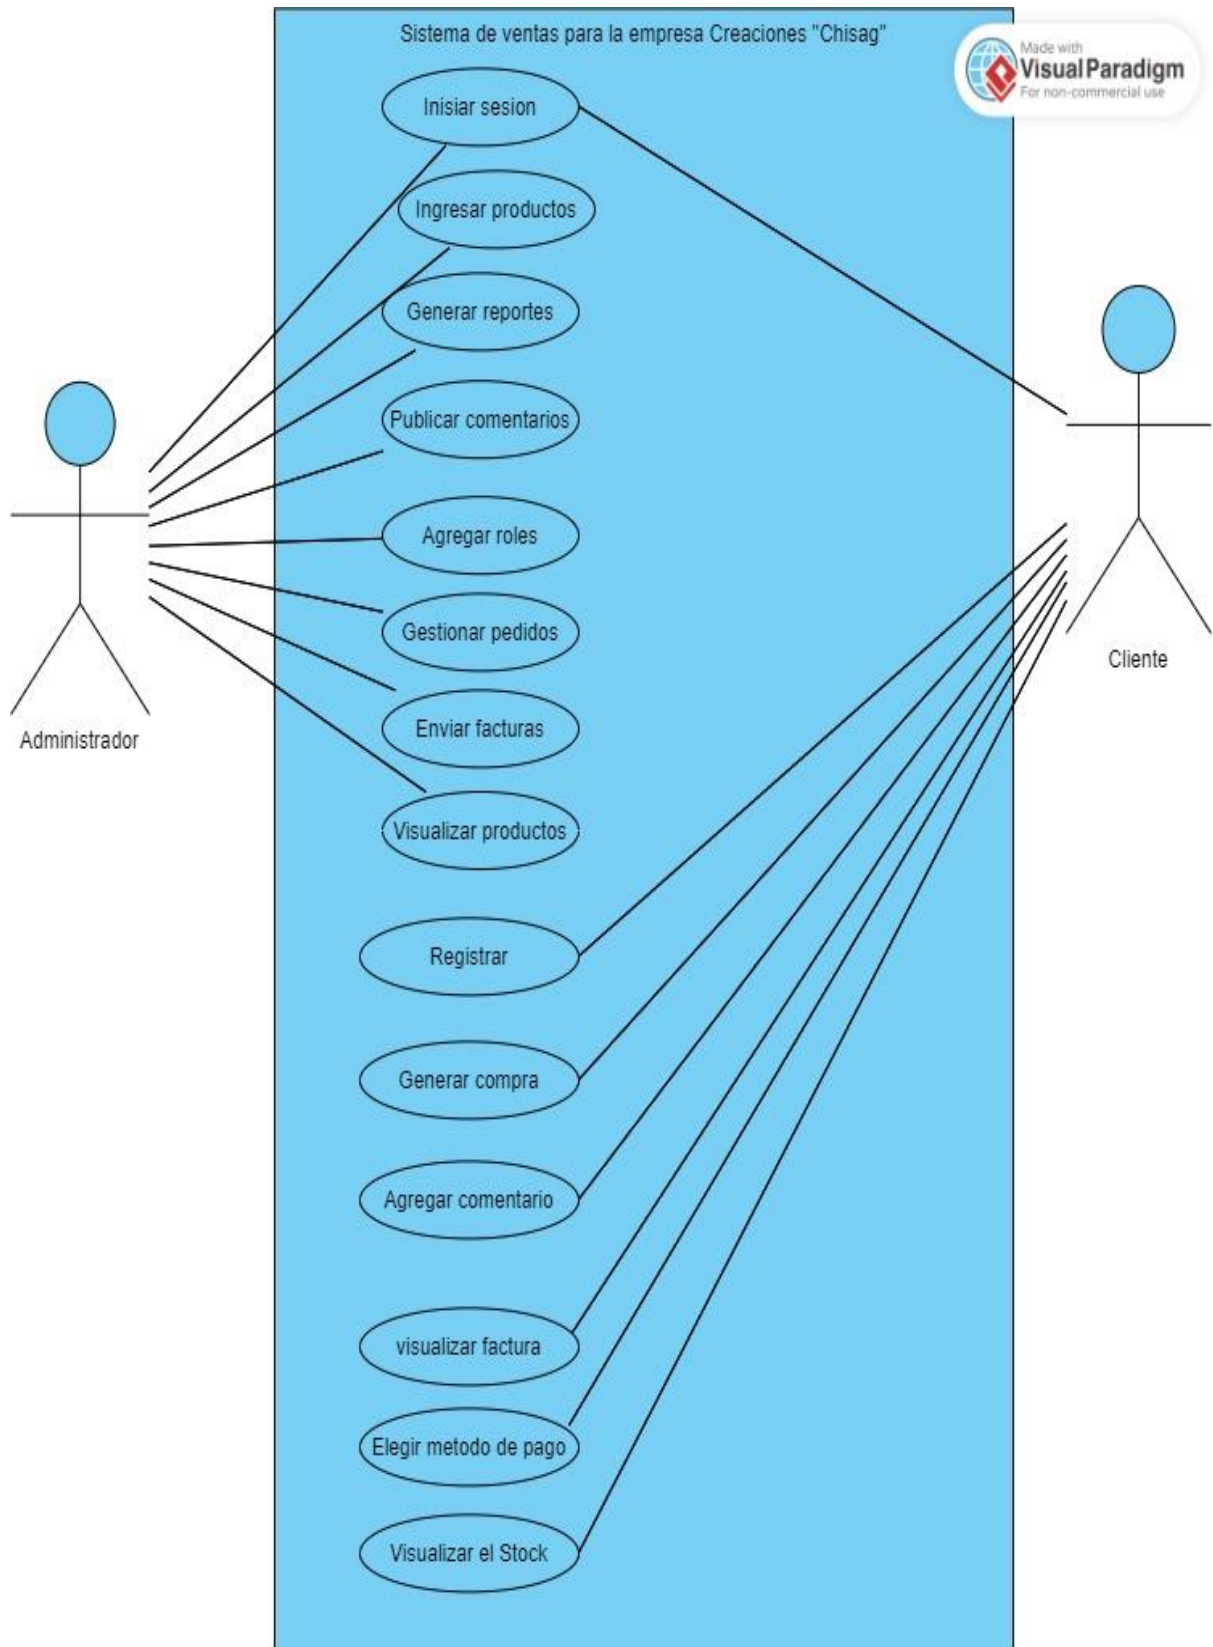 Sistema de ventas para la empresa Creaciones "Chisag"
Made with
Visual Paradigm
For non-commercial use
Inisiar sesion
Ingresar productos
Generar reportes
Publicar comentarios
Agregar roles
Gestionar pedidos
Cliente
Enviar facturas
Administrador
Visualizar productos
Registrar
Generar compra
Agregar comentario
visualizar factura
Elegir metodo de pago
Visualizar el Stock